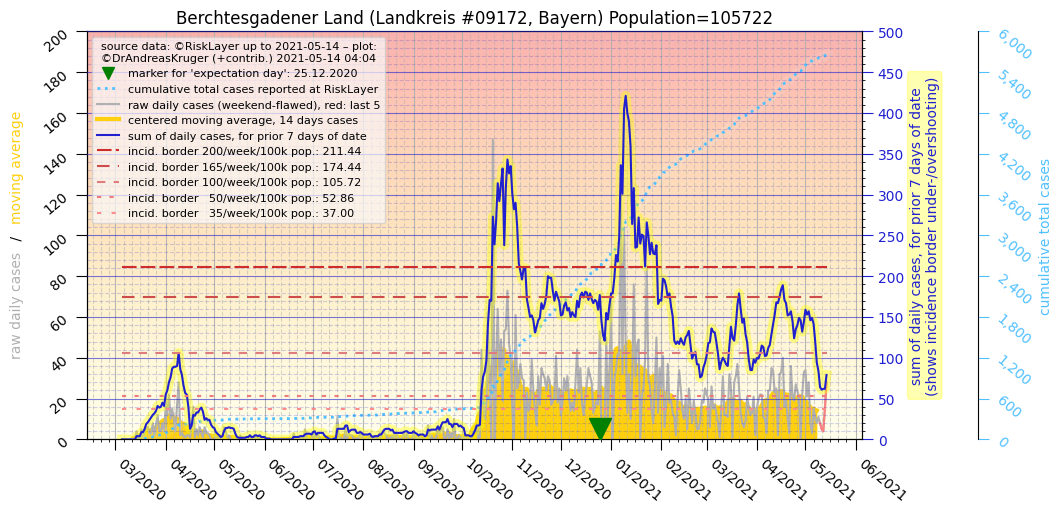 Berchtesgadener Land (Landkreis #09172, Bayern) Population=105722
source data: ©RiskLayer up to 2021-05-14 – plot:
©DrAndreasKruger (+contrib.) 2021-05-14 04:04
marker for 'expectation day': 25.12.2020
cumulative total cases reported at RiskLayer
raw daily cases (weekend-flawed), red: last 5
centered moving average, 14 days cases
sum of daily cases, for prior 7 days of date
incid. border 200/week/100k pop.: 211.44
incid. border 165/week/100k pop.: 174.44
incid. border 100/week/100k pop.: 105.72
incid. border 50/week/100k pop.: 52.86
incid. border 35/week/100k pop.: 37.00
raw daily cases / moving average
200
180
160
140
120
100
80
60
40
20
0
03/2020
04/2020
05/2020
06/2020
07/2020
08/2020
09/2020
10/2020
11/2020
12/2020
01/2021
02/2021
03/2021
04/2021
05/2021
06/2021
500
450
400
350
300
250
200
150
100
50
0
sum of daily cases, for prior 7 days of date
(shows incidence border under-/overshooting)
6,000
5,400
4,800
4,200
3,600
3,000
2,400
1,800
1,200
600
0
cumulative total cases